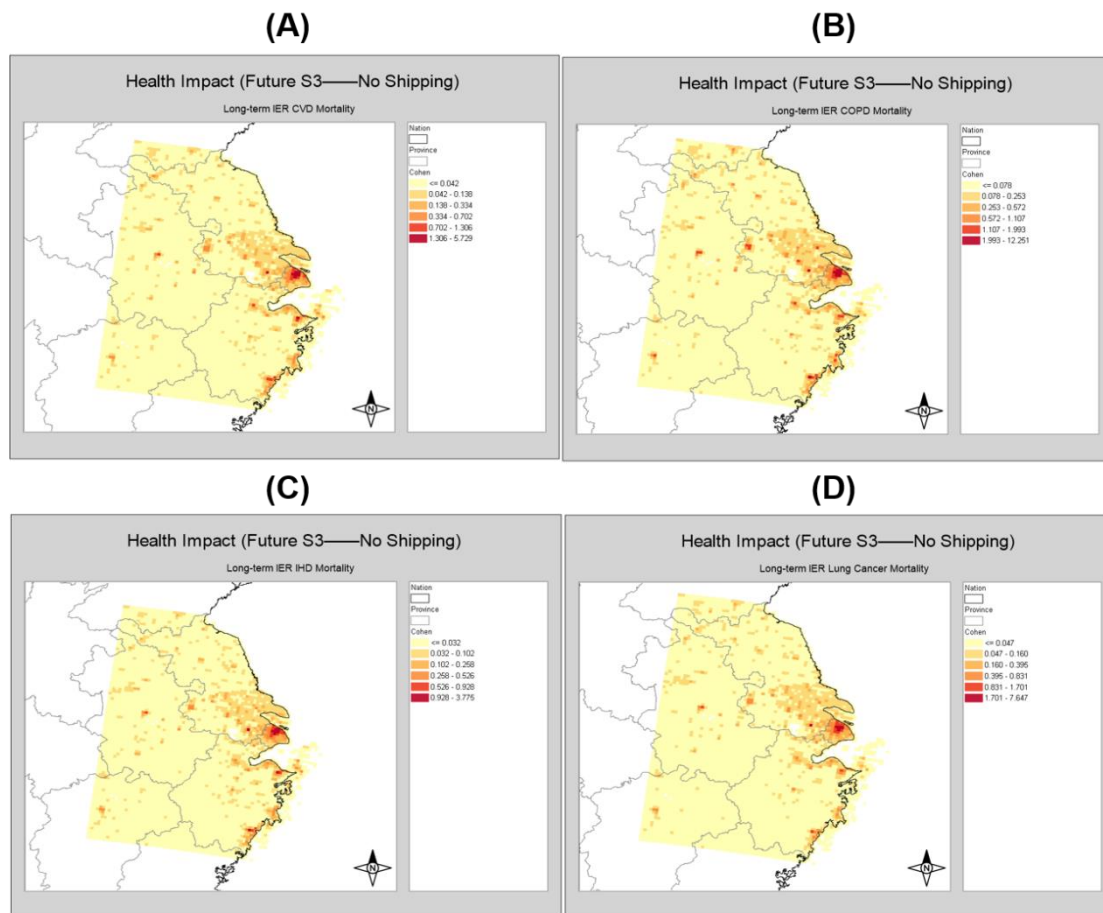 (A)
Health Impact (Future S3——No Shipping)
Long-term IER CVD Mortality
Nation
Province
Cohen
<= 0.042
0.042 - 0.138
0.138 - 0.334
0.334 - 0.702
0.702 - 1.306
1.306 - 5.729
N
(B)
Health Impact (Future S3——No Shipping)
Long-term IER COPD Mortality
Nation
Province
Cohen
<= 0.078
0.078 - 0.253
0.253 - 0.572
0.572 - 1.107
1.107 - 1.993
1.993 - 12.251
N
(C)
Health Impact (Future S3——No Shipping)
Long-term IER IHD Mortality
Nation
Province
Cohen
<= 0.032
0.032 - 0.102
0.102 - 0.258
0.258 - 0.526
0.526 - 0.928
0.928 - 3.775
N
(D)
Health Impact (Future S3——No Shipping)
Long-term IER Lung Cancer Mortality
Nation
Province
Cohen
<= 0.047
0.047 - 0.160
0.160 - 0.395
0.395 - 0.831
0.831 - 1.701
1.701 - 7.647
N